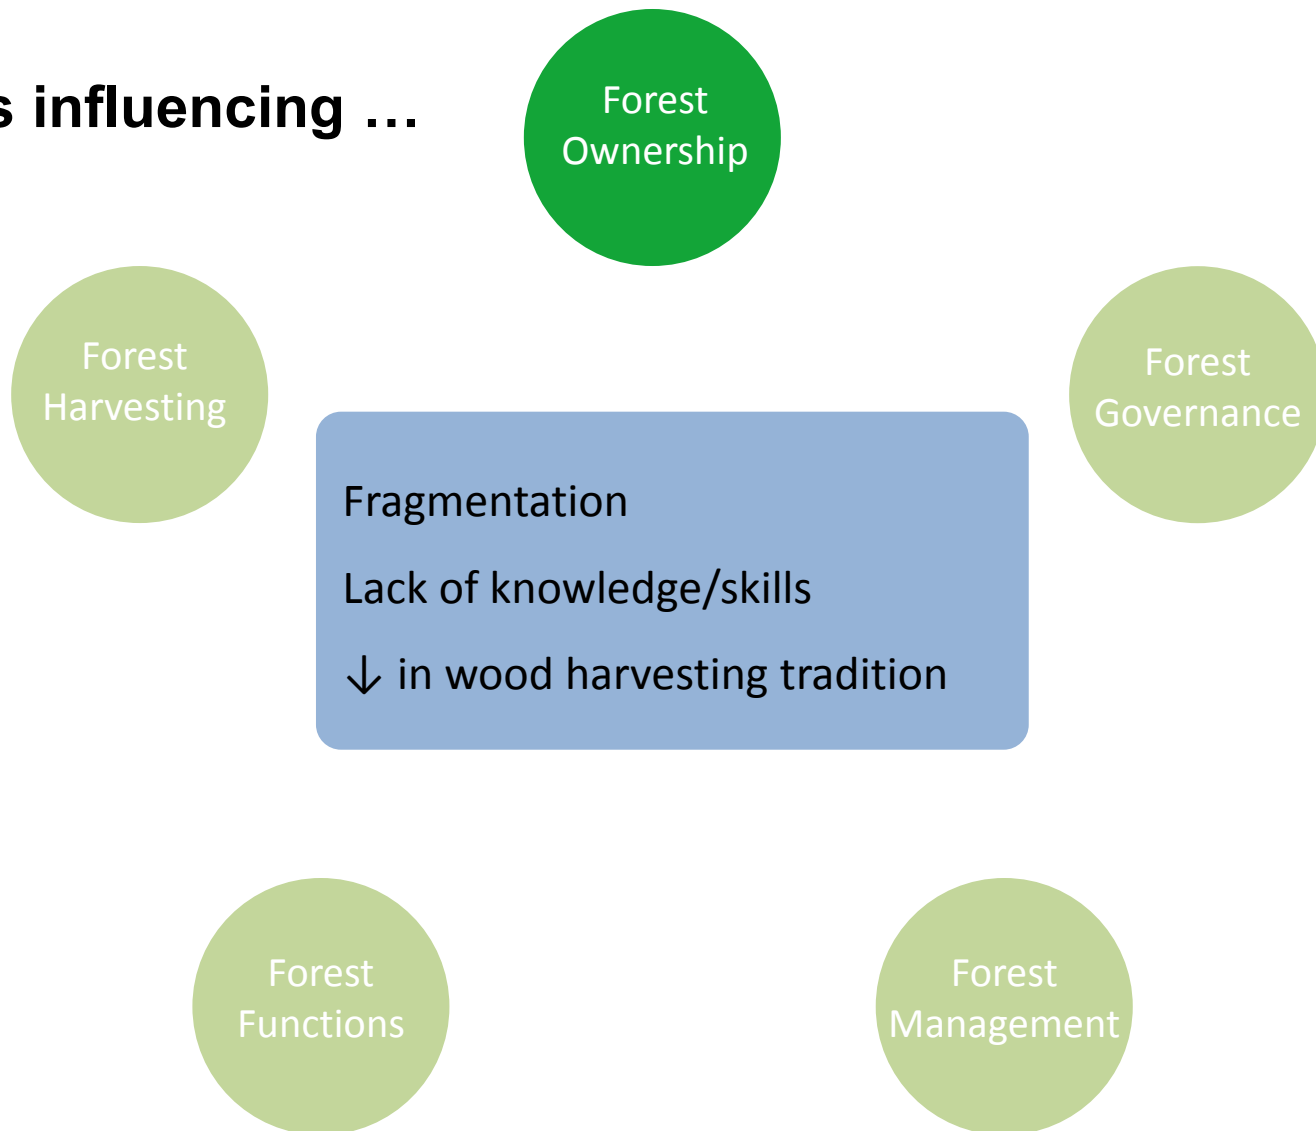 s influencing …
Forest
Ownership
Forest
Harvesting
Forest
Governance
Fragmentation
Lack of knowledge/skills
↓ in wood harvesting tradition
Forest
Functions
Forest
Management